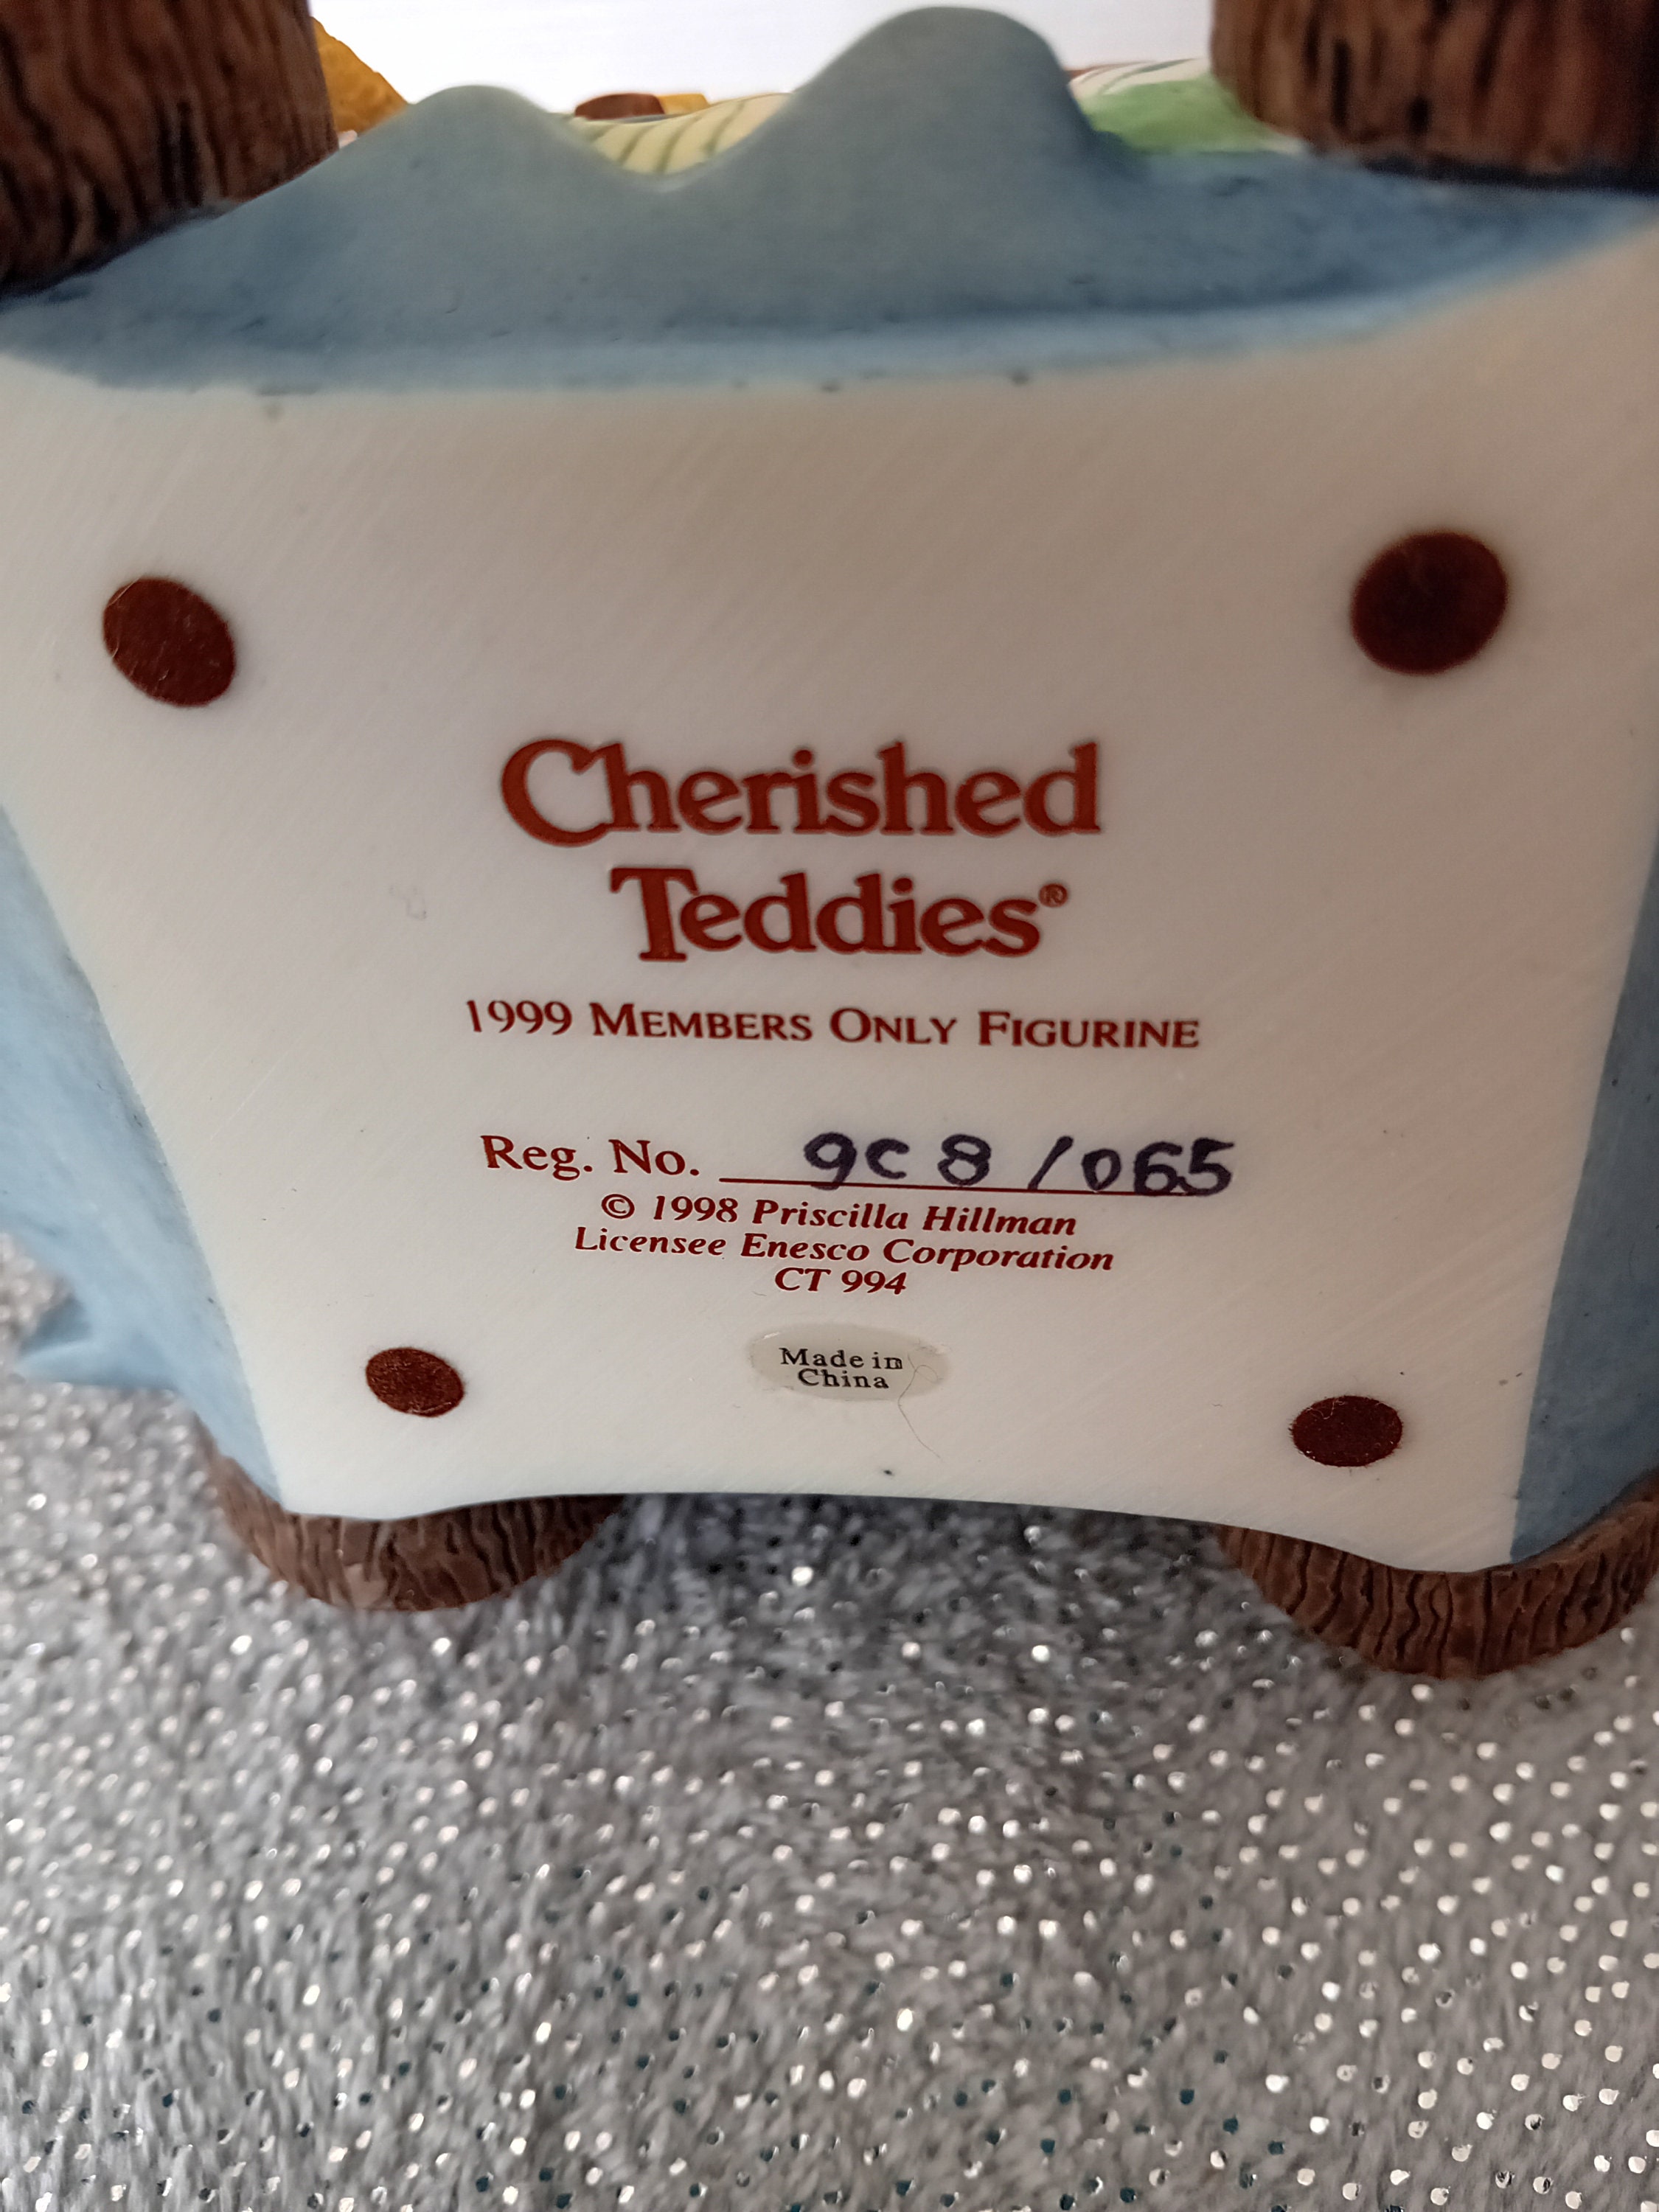 Cherished
Teddies®
1999 MEMBERS ONLY FIGURINE
Reg. No. 9C8/065
© 1998 Priscilla Hillman
Licensee Enesco Corporation
CT 994
Made in
China